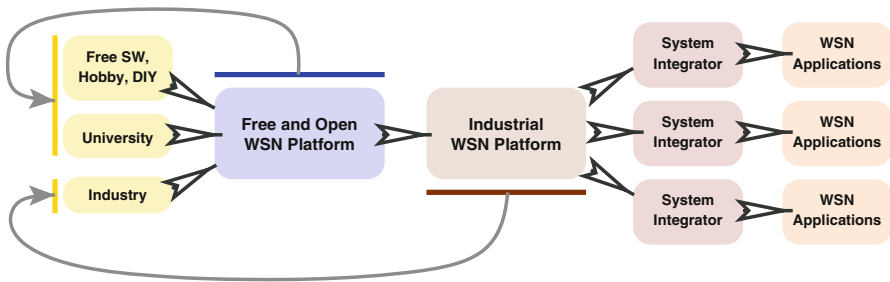 Free SW,
Hobby, DIY
University
Industry
Free and Open
WSN Platform
Industrial
WSN Platform
System
Integrator
WSN
Applications
System
Integrator
WSN
Applications
System
Integrator
WSN
Applications